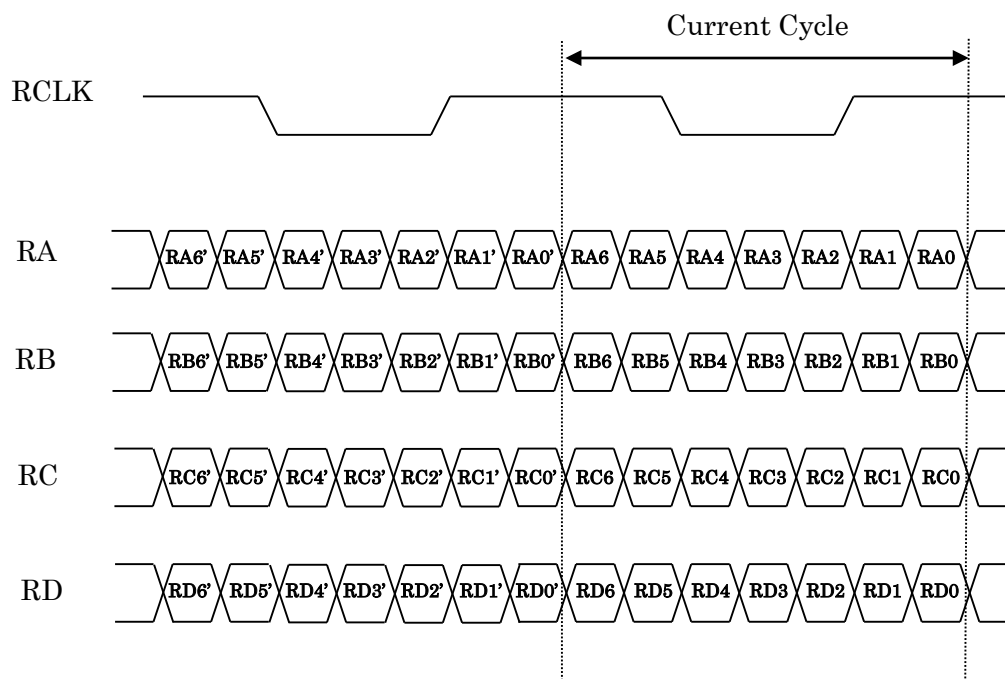 Current Cycle
RCLK
RA RA6’ RA5’ RA4’ RA3’ RA2’ RA1’ RA0’ RA6 RA5 RA4 RA3 RA2 RA1 RA0
RB RB6’ RB5’ RB4’ RB3’ RB2’ RB1’ RB0’ RB6 RB5 RB4 RB3 RB2 RB1 RB0
RC RC6’ RC5’ RC4’ RC3’ RC2’ RC1’ RC0’ RC6 RC5 RC4 RC3 RC2 RC1 RC0
RD RD6’ RD5’ RD4’ RD3’ RD2’ RD1’ RD0’ RD6 RD5 RD4 RD3 RD2 RD1 RD0